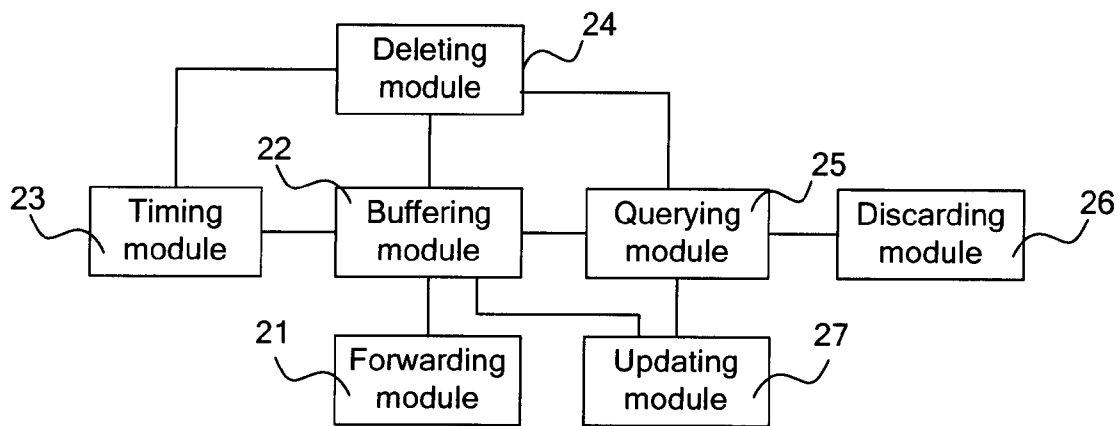 24
Deleting
module
22
25
23
Timing
module
Buffering
module
Querying
module
Discarding
module
26
21
Forwarding
module
Updating
module
27